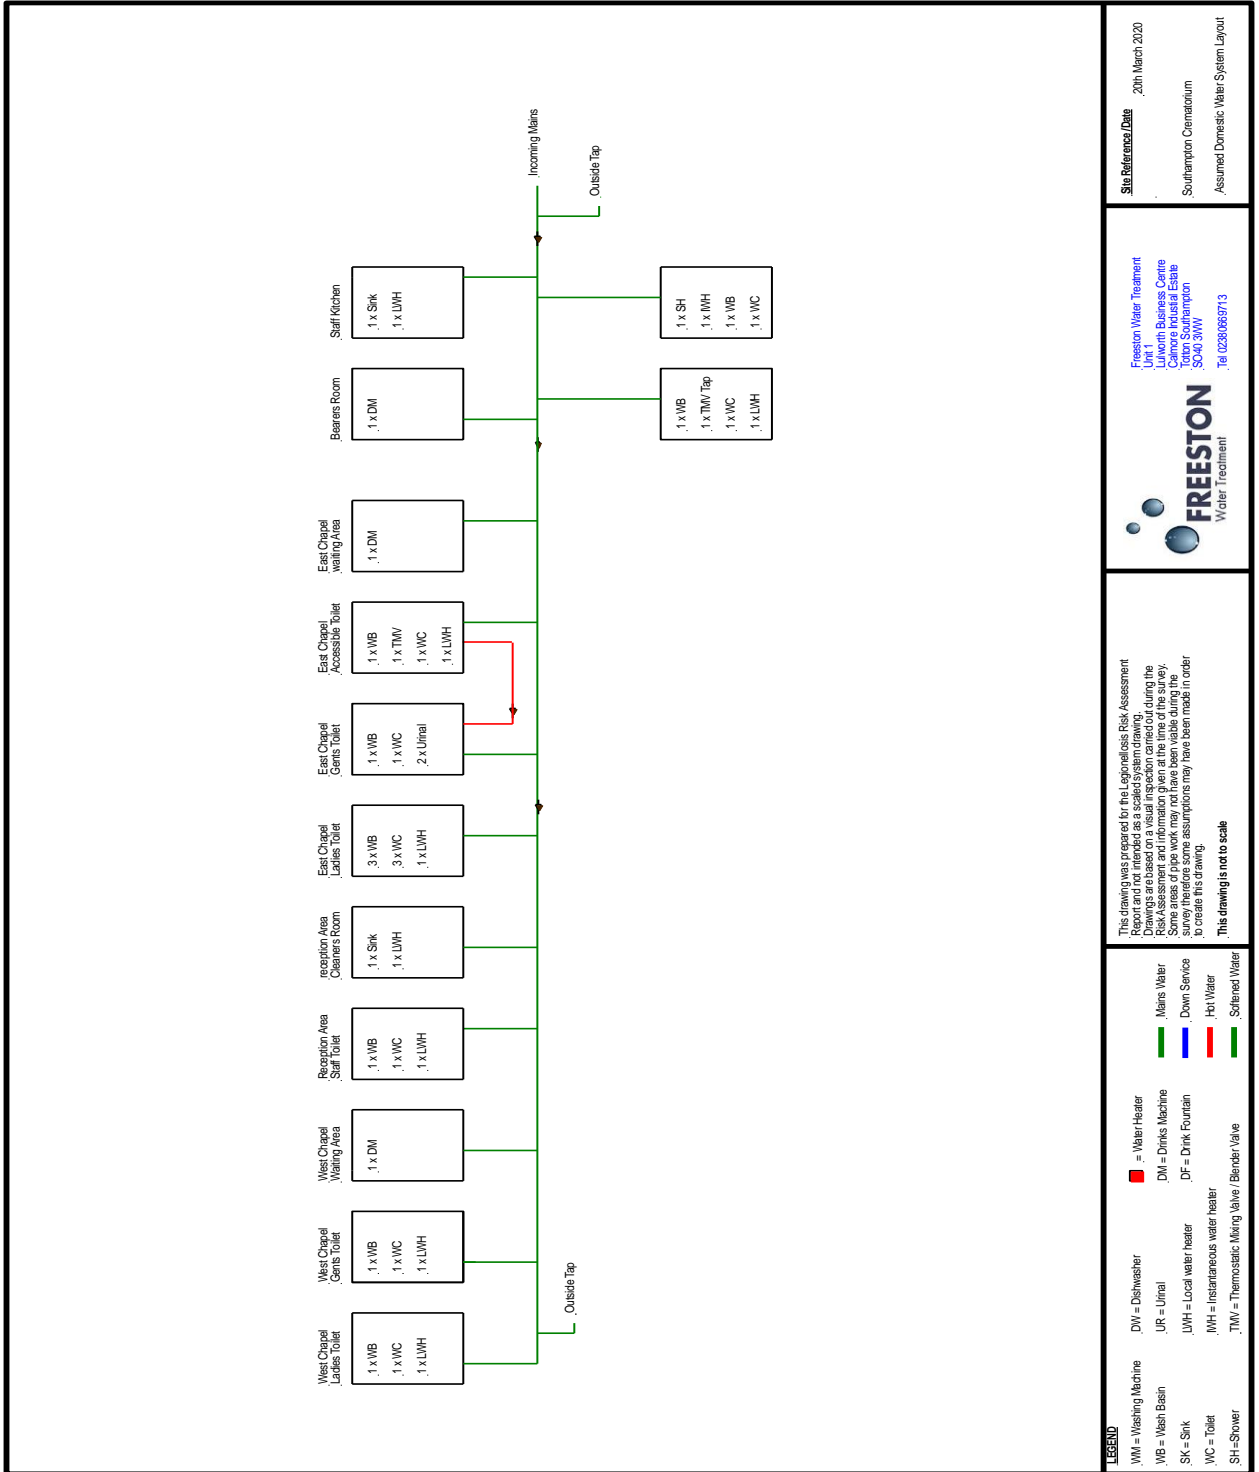 West Chapel
Ladies Toilet
1 x WB
1 x WC
1 x LWH
West Chapel
Gents Toilet
1 x WB
1 x WC
1 x LWH
West Chapel
Waiting Area
1 x DM
Reception Area
Staff Toilet
1 x WB
1 x WC
1 x LWH
reception Area
Cleaners Room
1 x Sink
1 x LWH
East Chapel
Ladies Toilet
3 x WB
3 x WC
1 x LWH
East Chapel
Gents Toilet
1 x WB
1 x WC
2 x Urinal
East Chapel
Accessible Toilet
1 x WB
1 x TMV
1 x WC
1 x LWH
East Chapel
waiting Area
1 x DM
Bearers Room
1 x DM
Staff Kitchen
1 x Sink
1 x LWH
Incoming Mains
Outside Tap
Outside Tap
1 x WB
1 x TMV Tap
1 x WC
1 x LWH
1 x SH
1 x IWH
1 x WB
1 x WC
LEGEND
WM = Washing Machine
WB = Wash Basin
SK = Sink
WC = Toilet
SH =Shower
DW = Dishwasher
UR = Urinal
LWH = Local water heater
IWH = Instantaneous water heater
TMV = Thermostatic Mixing Valve / Blender Valve
= Water Heater
DM = Drinks Machine
DF = Drink Fountain
Mains Water
Down Service
Hot Water
Softened Water
This drawing was prepared for the Legionellosis Risk Assessment
Report and not intended as a scaled system drawing.
Drawings are based on a visual inspection carried out during the
Risk Assessment and information given at the time of the survey.
Some areas of pipe work may not have been viable during the
survey therefore some assumptions may have been made in order
to create this drawing.
This drawing is not to scale
FREESTON
Water Treatment
Freeston Water Treatment
Unit 1
Lulworth Business Centre
Calmore Industial Estate
Totton Southampton
SO40 3WW
Tel 02380669713
Site Reference /Date
20th March 2020
Southampton Crematorium
Assumed Domestic Water System Layout